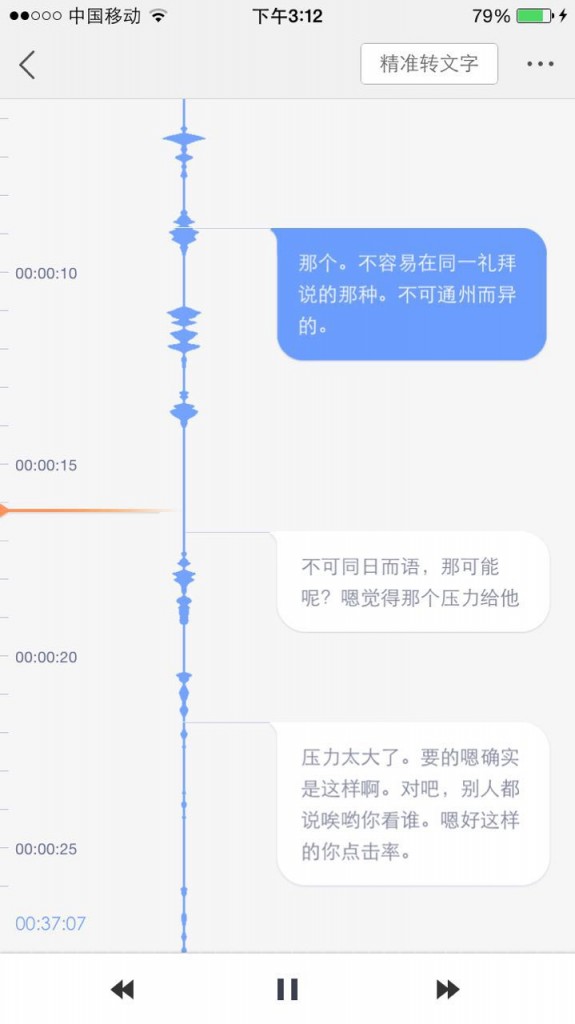 中国移动 下午3:12 79%
精准转文字
那个。不容易在同一礼拜
说的那种。不可通州而异
的。
00:00:10
00:00:15
不可同日而语，那可能
呢？嗯觉得那个压力给他
00:00:20
压力太大了。要的嗯确实
是这样啊。对吧，别人都
说唉哟你看谁。嗯好这样
的你点击率。
00:00:25
00:37:07